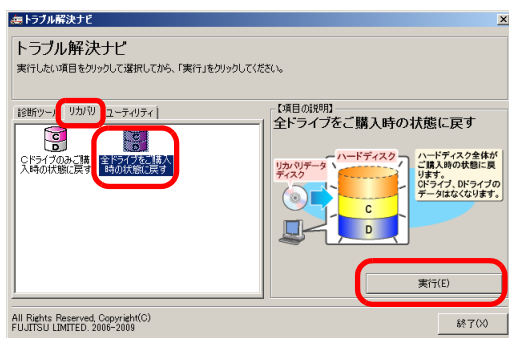 トラブル解決ナビ
トラブル解決ナビ
実行したい項目をクリックして選択してから、「実行」をクリックしてください。
診断ツール
リカバリ
ユーティリティ
C
D
Cドライブのみご購
入時の状態に戻す
C
D
全ドライブをご購入
時の状態に戻す
【項目の説明】
全ドライブをご購入時の状態に戻す
リカバリデータ
ディスク
ハードディスク
C
D
ハードディスク全体が
ご購入時の状態に戻
ります。
Cドライブ、Dドライブの
データはなくなります。
実行(E)
All Rights Reserved, Copyright(C)
FUJITSU LIMITED. 2006-2009
終了(X)